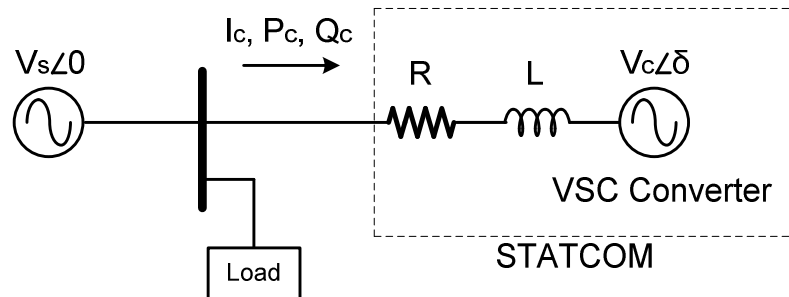 Vs∠0
Ic, Pc, Qc
R
L
Vc∠δ
VSC Converter
Load
STATCOM